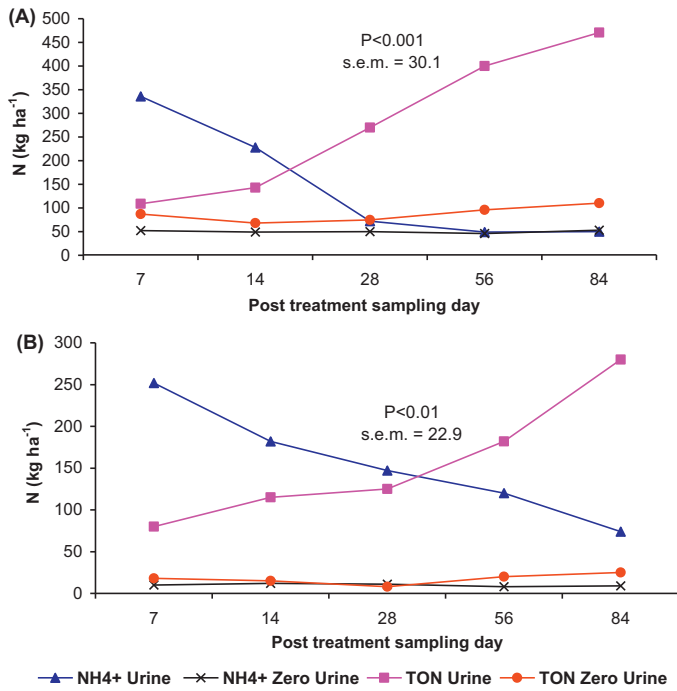 (A)
500
450
400
350
300
250
200
150
100
50
0
N (kg ha⁻¹)
P<0.001
s.e.m. = 30.1
7 14 28 56 84
Post treatment sampling day
(B)
300
250
200
150
100
50
0
N (kg ha⁻¹)
P<0.01
s.e.m. = 22.9
7 14 28 56 84
Post treatment sampling day
NH4+ Urine NH4+ Zero Urine TON Urine TON Zero Urine